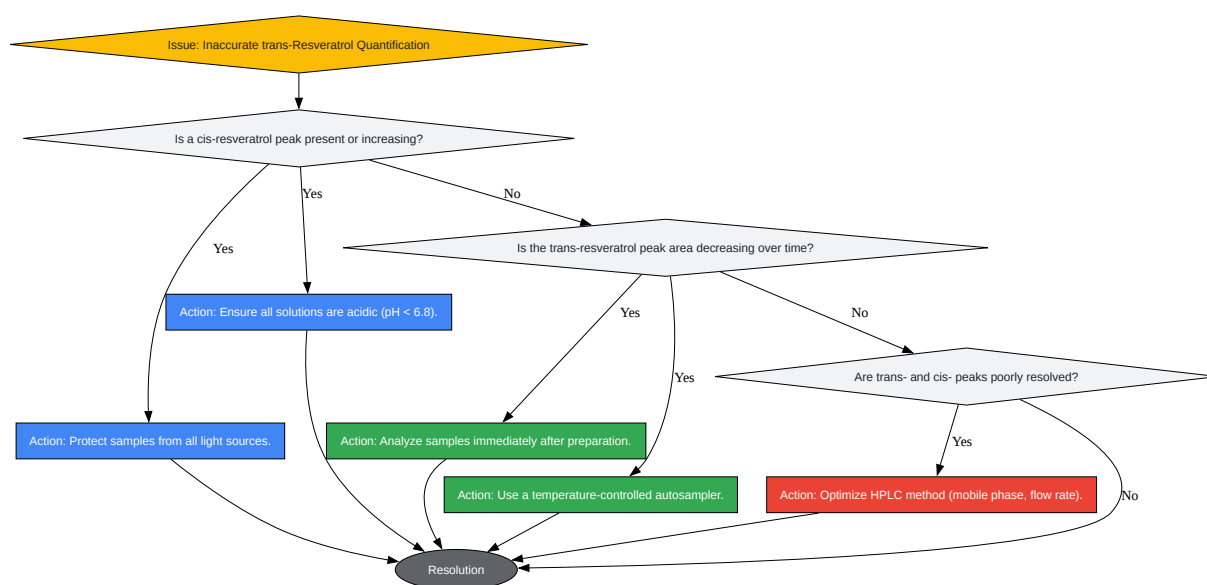 Issue: Inaccurate trans-Resveratrol Quantification
Is a cis-resveratrol peak present or increasing?
Yes
No
Yes
Is the trans-resveratrol peak area decreasing over time?
Action: Ensure all solutions are acidic (pH < 6.8).
Yes
No
Yes
Are trans- and cis- peaks poorly resolved?
Action: Protect samples from all light sources.
Action: Analyze samples immediately after preparation.
Yes
No
Action: Use a temperature-controlled autosampler.
Action: Optimize HPLC method (mobile phase, flow rate).
Resolution